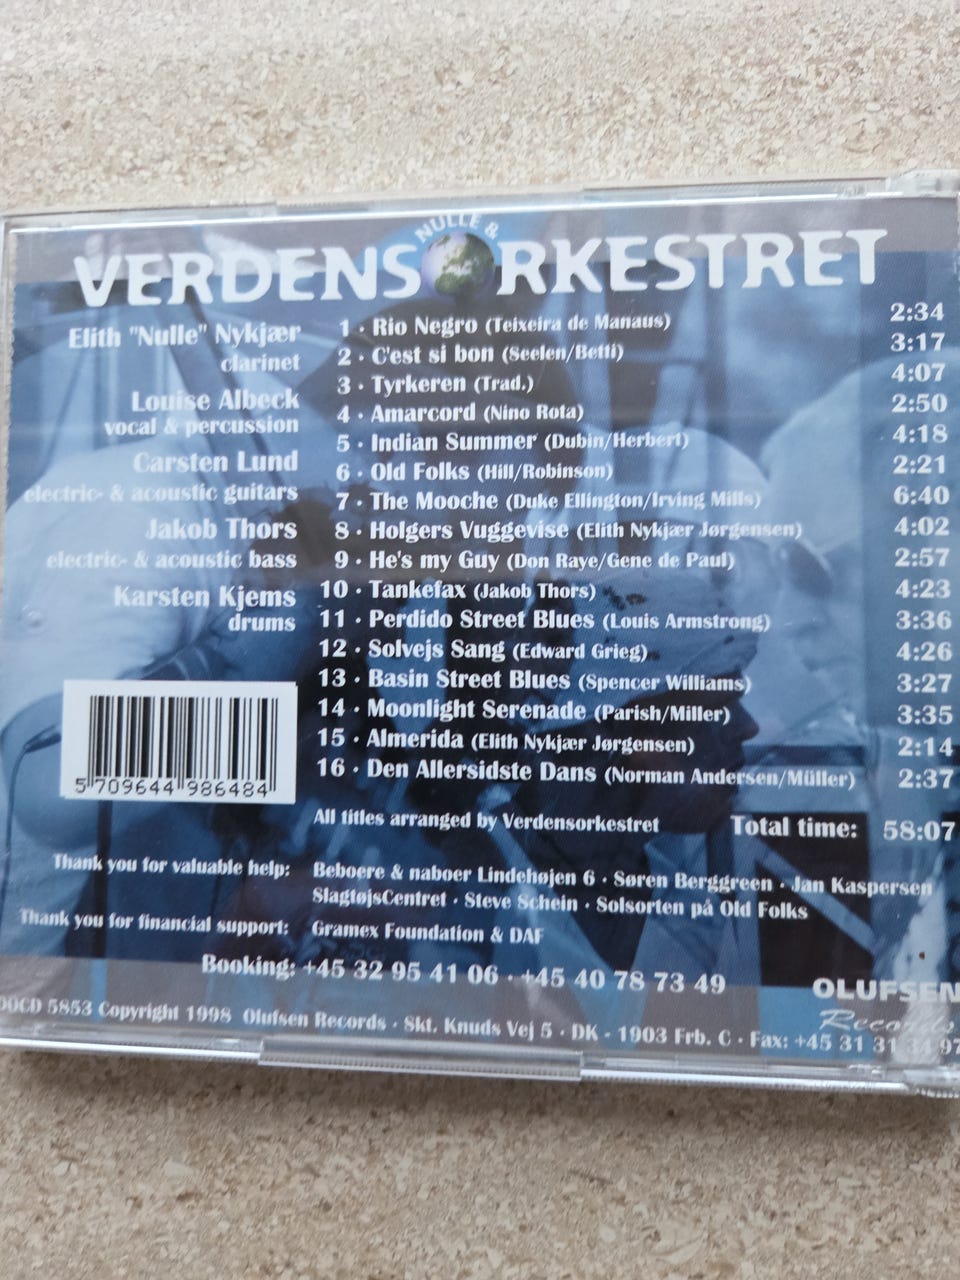 NULLE &
VERDENSORKESTRET
Elith "Nulle" Nykjær
clarinet
Louise Albeck
vocal & percussion
Carsten Lund
electric- & acoustic guitars
Jakob Thors
electric- & acoustic bass
Karsten Kjems
drums
1 · Rio Negro (Teixeira de Manaus) 2:34
2 · C'est si bon (Seelen/Betti) 3:17
3 · Tyrkeren (Trad.) 4:07
4 · Amarcord (Nino Rota) 2:50
5 · Indian Summer (Dubin/Herbert) 4:18
6 · Old Folks (Hill/Robinson) 2:21
7 · The Mooche (Duke Ellington/Irving Mills) 6:40
8 · Holgers Vuggevise (Elith Nykjær Jørgensen) 4:02
9 · He's my Guy (Don Raye/Gene de Paul) 2:57
10 · Tankefax (Jakob Thors) 4:23
11 · Perdido Street Blues (Louis Armstrong) 3:36
12 · Solvejs Sang (Edward Grieg) 4:26
13 · Basin Street Blues (Spencer Williams) 3:27
14 · Moonlight Serenade (Parish/Miller) 3:35
15 · Almerida (Elith Nykjær Jørgensen) 2:14
16 · Den Allersidste Dans (Norman Andersen/Müller) 2:37
5 709644 986484
All titles arranged by Verdensorkestret Total time: 58:07
Thank you for valuable help: Beboere & naboer Lindehøjen 6 · Søren Berggreen · Jan Kaspersen
SlagtøjsCentret · Steve Schein · Solsorten på Old Folks
Thank you for financial support: Gramex Foundation & DAF
Booking: +45 32 95 41 06 · +45 40 78 73 49
OLUFSEN
Records
DOCD 5853 Copyright 1998 Olufsen Records · Skt. Knuds Vej 5 · DK - 1903 Frb. C · Fax: +45 31 31 34 97